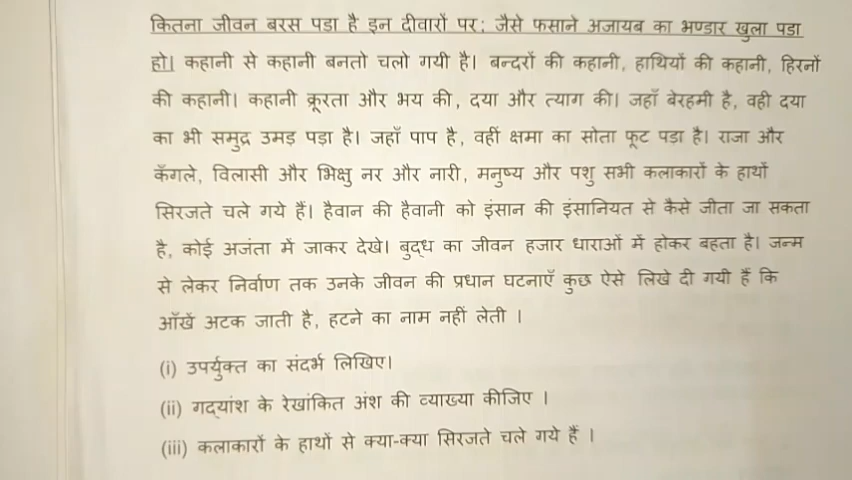 कितना जीवन बरस पडा है इन दीवारों पर; जैसे फसाने अजायब का भण्डार खुला पडा
हो। कहानी से कहानी बनतो चलो गयी है। बन्दरों की कहानी, हाथियों की कहानी, हिरनों
की कहानी। कहानी क्रूरता और भय की, दया और त्याग की। जहाँ बेरहमी है, वही दया
का भी समुद्र उमड़ पड़ा है। जहाँ पाप है, वहीं क्षमा का सोता फूट पडा है। राजा और
कँगले, विलासी और भिक्षु नर और नारी, मनुष्य और पशु सभी कलाकारों के हाथों
सिरजते चले गये हैं। हैवान की हैवानी को इंसान की इंसानियत से कैसे जीता जा सकता
है, कोई अजंता में जाकर देखे। बुद्ध का जीवन हजार धाराओं में होकर बहता है। जन्म
से लेकर निर्वाण तक उनके जीवन की प्रधान घटनाएँ कुछ ऐसे लिखे दी गयी हैं कि
आँखें अटक जाती है, हटने का नाम नहीं लेती ।
(i) उपर्युक्त का संदर्भ लिखिए।
(ii) गद्यांश के रेखांकित अंश की व्याख्या कीजिए ।
(iii) कलाकारों के हाथों से क्या-क्या सिरजते चले गये हैं ।